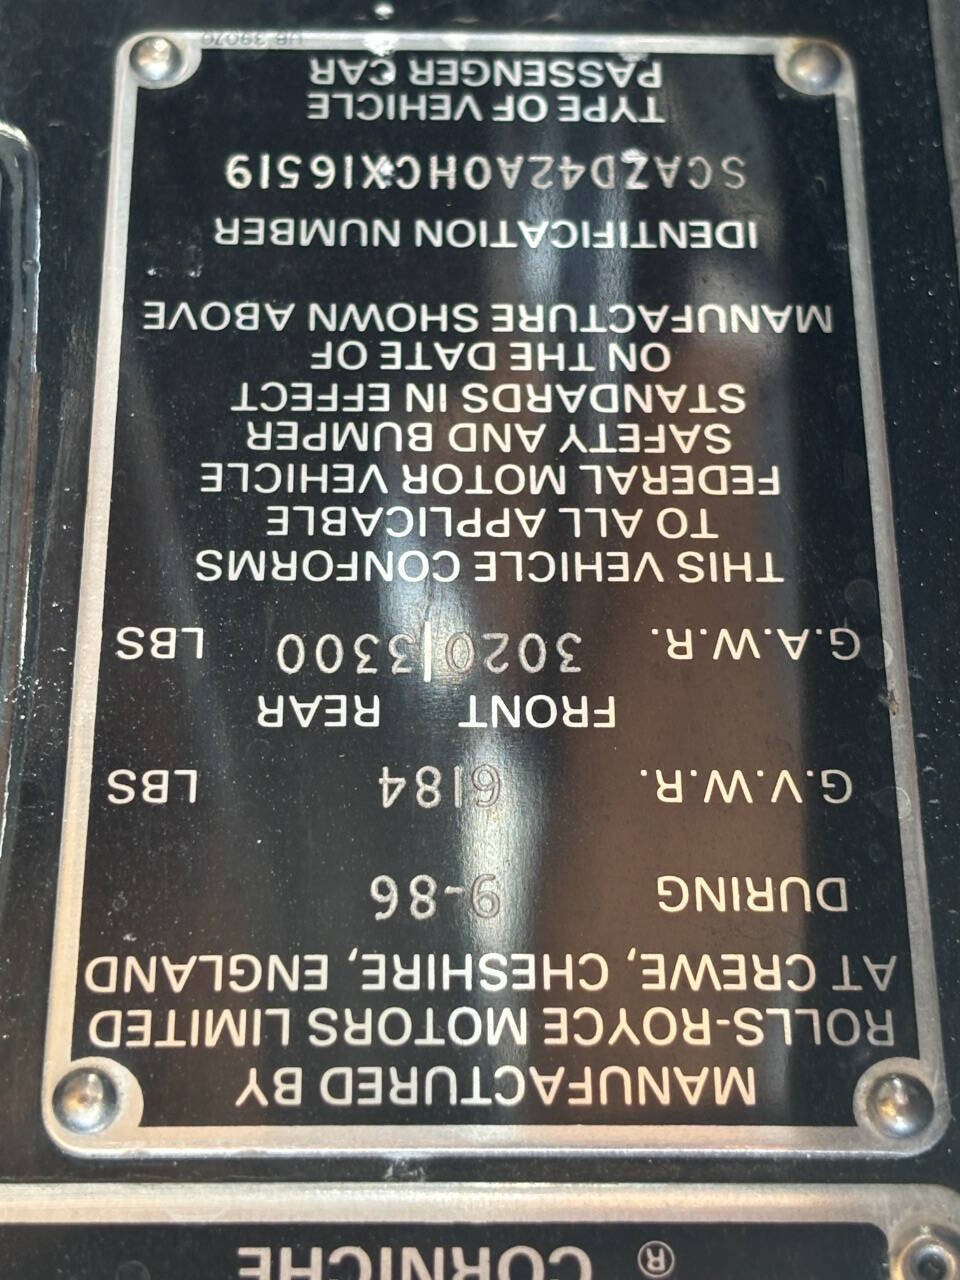 ® CORNICHE
MANUFACTURED BY
ROLLS-ROYCE MOTORS LIMITED
AT CREWE, CHESHIRE, ENGLAND
DURING 9-86
G.V.W.R. 6184 LBS
FRONT REAR
G.A.W.R. 3020|3300 LBS
THIS VEHICLE CONFORMS
TO ALL APPLICABLE
FEDERAL MOTOR VEHICLE
SAFETY AND BUMPER
STANDARDS IN EFFECT
ON THE DATE OF
MANUFACTURE SHOWN ABOVE
IDENTIFICATION NUMBER
SCAZD42A0HCX16519
TYPE OF VEHICLE
PASSENGER CAR
UB 39070